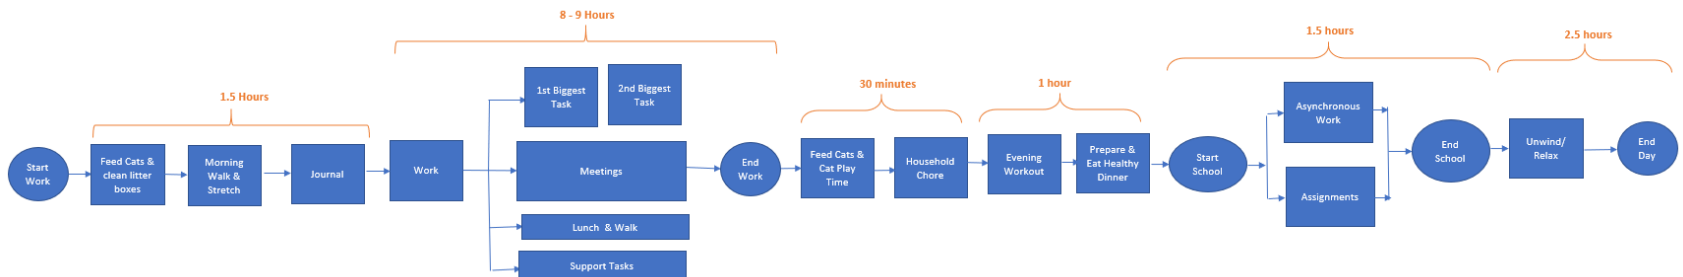 8 - 9 Hours
1.5 hours
2.5 hours
1.5 Hours
30 minutes
1 hour
Start
Work
Feed Cats &
clean litter
boxes
Morning
Walk &
Stretch
Journal
Work
1st Biggest
Task
2nd Biggest
Task
Meetings
Lunch & Walk
Support Tasks
End
Work
Feed Cats &
Cat Play
Time
Household
Chore
Evening
Workout
Prepare &
Eat Healthy
Dinner
Start
School
Asynchronous
Work
Assignments
End
School
Unwind/
Relax
End
Day